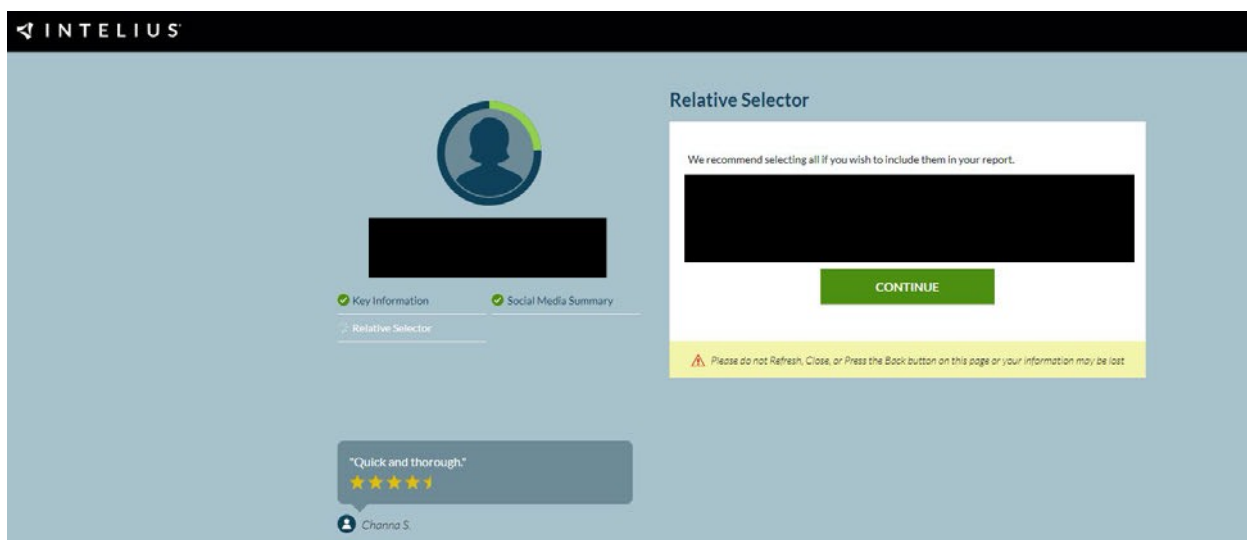 INTELIUS
Relative Selector
We recommend selecting all if you wish to include them in your report.
CONTINUE
Key Information
Social Media Summary
Relative Selector
Please do not Refresh, Close, or Press the Back button on this page or your information may be lost
"Quick and thorough."
Channa S.